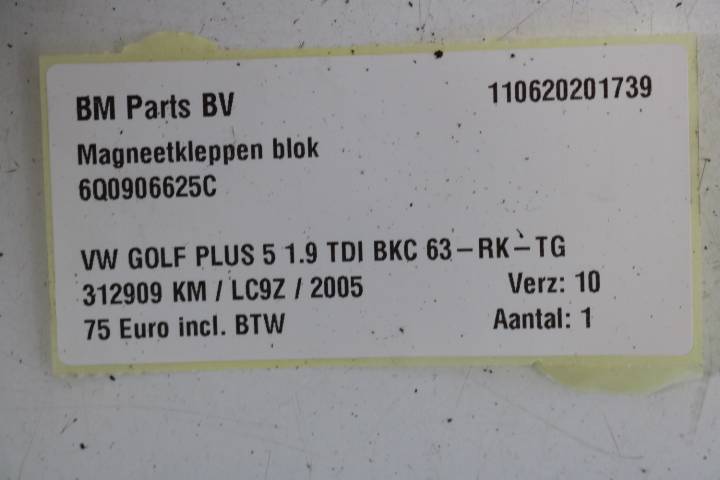 BM Parts BV 110620201739
Magneetkleppen blok
6Q0906625C
VW GOLF PLUS 5 1.9 TDI BKC 63-RK-TG
312909 KM / LC9Z / 2005 Verz: 10
75 Euro incl. BTW Aantal: 1